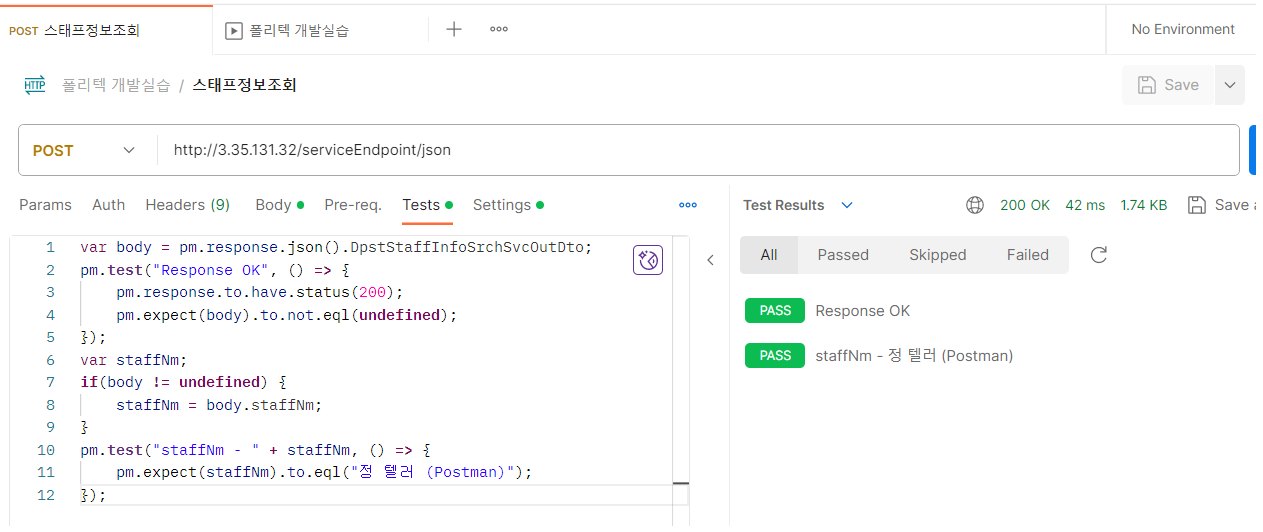 POST 스태프정보조회
폴리텍 개발실습
No Environment
HTTP 폴리텍 개발실습 / 스태프정보조회
Save
POST http://3.35.131.32/serviceEndpoint/json
Params Auth Headers (9) Body Pre-req. Tests Settings
Test Results 200 OK 42 ms 1.74 KB Save a
1 var body = pm.response.json().DpstStaffInfoSrchSvcOutDto;
2 pm.test("Response OK", () => {
3 pm.response.to.have.status(200);
4 pm.expect(body).to.not.eql(undefined);
5 });
6 var staffNm;
7 if(body != undefined) {
8 staffNm = body.staffNm;
9 }
10 pm.test("staffNm - " + staffNm, () => {
11 pm.expect(staffNm).to.eql("정 텔러 (Postman)");
12 });
All Passed Skipped Failed
PASS Response OK
PASS staffNm - 정 텔러 (Postman)